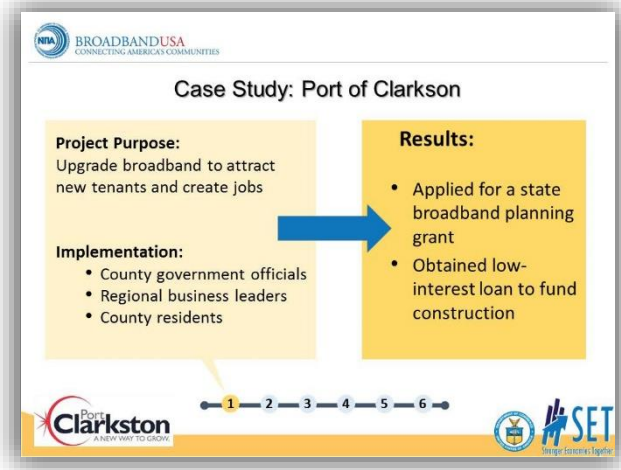 NTIA
BROADBANDUSA
CONNECTING AMERICA'S COMMUNITIES
Case Study: Port of Clarkson
Project Purpose:
Upgrade broadband to attract
new tenants and create jobs
Implementation:
• County government officials
• Regional business leaders
• County residents
Results:
• Applied for a state
broadband planning
grant
• Obtained low-
interest loan to fund
construction
1 2 3 4 5 6
Port
Clarkston
A NEW WAY TO GROW.
SET
Stronger Economies Together